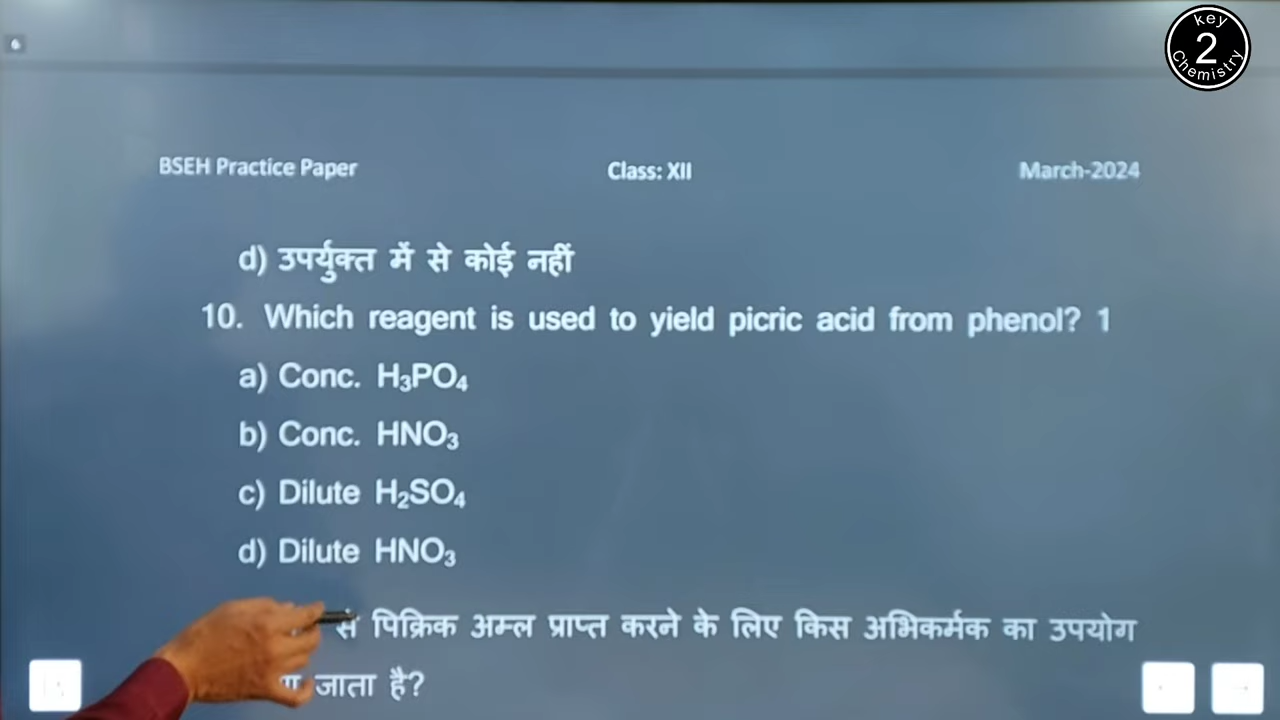 6
key
2
Chemistry
BSEH Practice Paper Class: XII March-2024
d) उपर्युक्त में से कोई नहीं
10. Which reagent is used to yield picric acid from phenol? 1
a) Conc. H₃PO₄
b) Conc. HNO₃
c) Dilute H₂SO₄
d) Dilute HNO₃
से पिक्रिक अम्ल प्राप्त करने के लिए किस अभिकर्मक का उपयोग
जाता है?